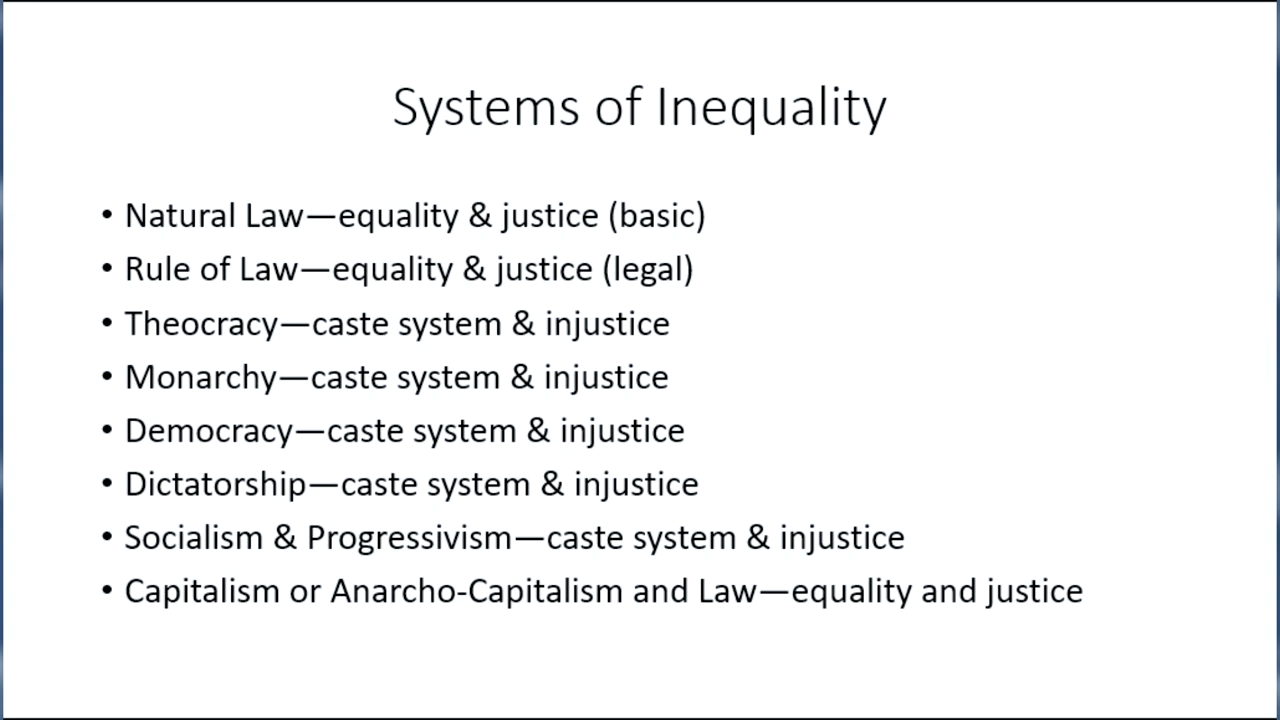 Systems of Inequality
• Natural Law—equality & justice (basic)
• Rule of Law—equality & justice (legal)
• Theocracy—caste system & injustice
• Monarchy—caste system & injustice
• Democracy—caste system & injustice
• Dictatorship—caste system & injustice
• Socialism & Progressivism—caste system & injustice
• Capitalism or Anarcho-Capitalism and Law—equality and justice